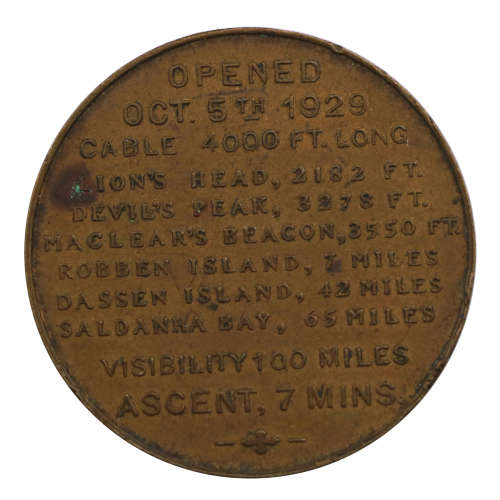 OPENED
OCT. 5TH 1929
CABLE 4000 FT. LONG
LION'S HEAD, 2182 FT.
DEVIL'S PEAK, 3278 FT.
MACLEAR'S BEACON, 3550 FT.
ROBBEN ISLAND, 7 MILES
DASSEN ISLAND, 42 MILES
SALDANHA BAY, 65 MILES
VISIBILITY 100 MILES
ASCENT, 7 MINS.